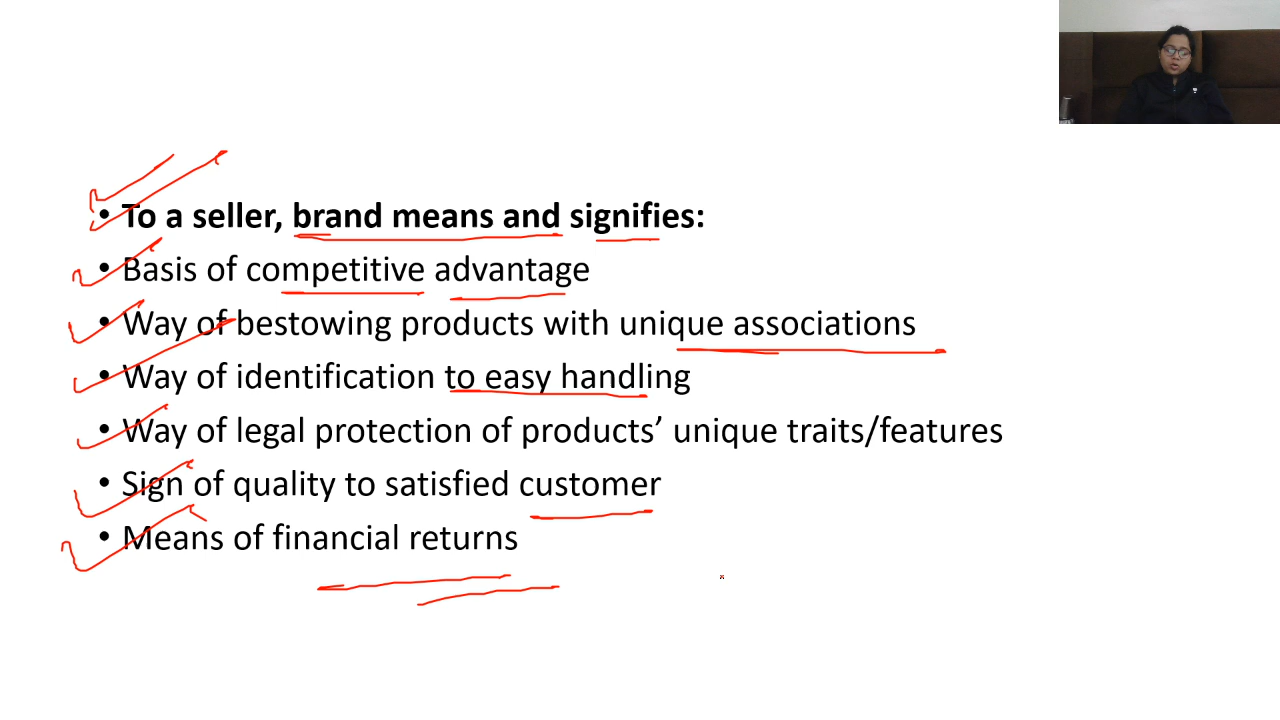 • To a seller, brand means and signifies:
• Basis of competitive advantage
• Way of bestowing products with unique associations
• Way of identification to easy handling
• Way of legal protection of products’ unique traits/features
• Sign of quality to satisfied customer
• Means of financial returns